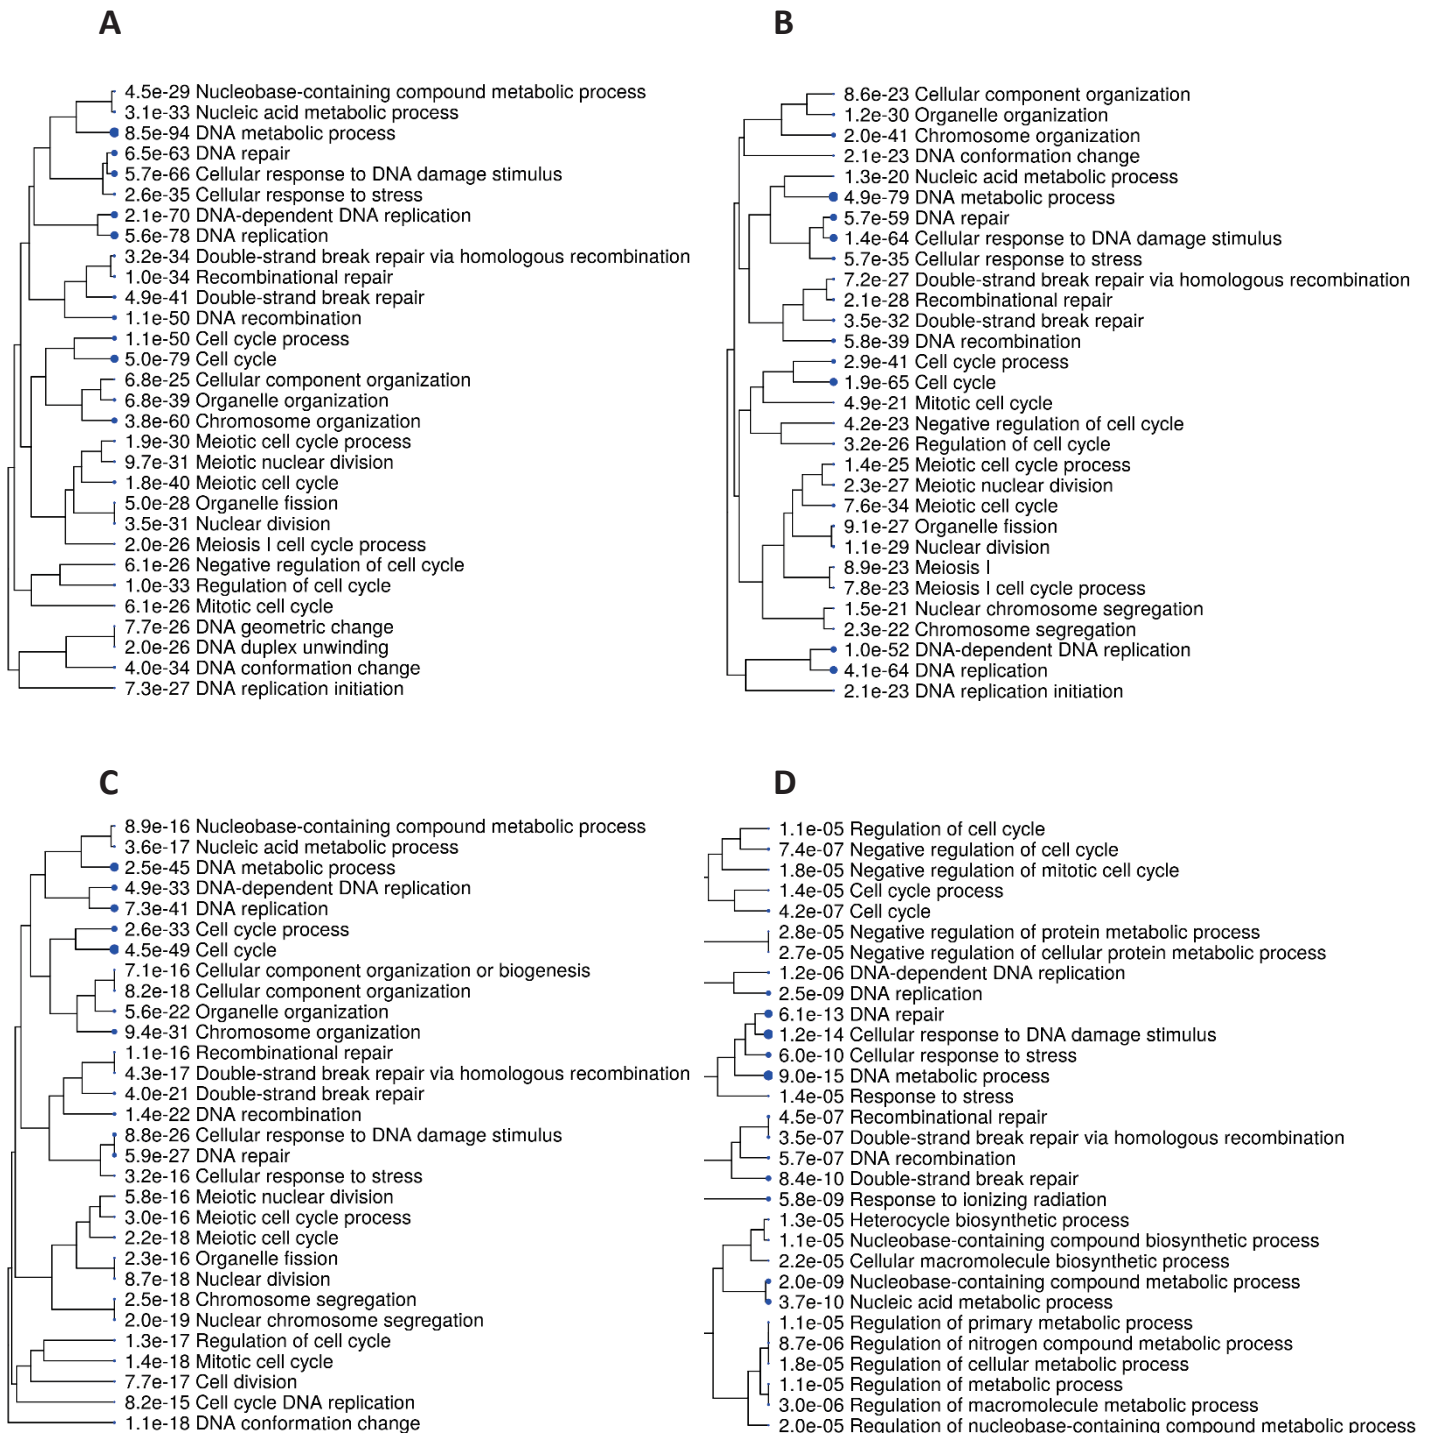 A
4.5e-29 Nucleobase-containing compound metabolic process
3.1e-33 Nucleic acid metabolic process
8.5e-94 DNA metabolic process
6.5e-63 DNA repair
5.7e-66 Cellular response to DNA damage stimulus
2.6e-35 Cellular response to stress
2.1e-70 DNA-dependent DNA replication
5.6e-78 DNA replication
3.2e-34 Double-strand break repair via homologous recombination
1.0e-34 Recombinational repair
4.9e-41 Double-strand break repair
1.1e-50 DNA recombination
1.1e-50 Cell cycle process
5.0e-79 Cell cycle
6.8e-25 Cellular component organization
6.8e-39 Organelle organization
3.8e-60 Chromosome organization
1.9e-30 Meiotic cell cycle process
9.7e-31 Meiotic nuclear division
1.8e-40 Meiotic cell cycle
5.0e-28 Organelle fission
3.5e-31 Nuclear division
2.0e-26 Meiosis I cell cycle process
6.1e-26 Negative regulation of cell cycle
1.0e-33 Regulation of cell cycle
6.1e-26 Mitotic cell cycle
7.7e-26 DNA geometric change
2.0e-26 DNA duplex unwinding
4.0e-34 DNA conformation change
7.3e-27 DNA replication initiation
B
8.6e-23 Cellular component organization
1.2e-30 Organelle organization
2.0e-41 Chromosome organization
2.1e-23 DNA conformation change
1.3e-20 Nucleic acid metabolic process
4.9e-79 DNA metabolic process
5.7e-59 DNA repair
1.4e-64 Cellular response to DNA damage stimulus
5.7e-35 Cellular response to stress
7.2e-27 Double-strand break repair via homologous recombination
2.1e-28 Recombinational repair
3.5e-32 Double-strand break repair
5.8e-39 DNA recombination
2.9e-41 Cell cycle process
1.9e-65 Cell cycle
4.9e-21 Mitotic cell cycle
4.2e-23 Negative regulation of cell cycle
3.2e-26 Regulation of cell cycle
1.4e-25 Meiotic cell cycle process
2.3e-27 Meiotic nuclear division
7.6e-34 Meiotic cell cycle
9.1e-27 Organelle fission
1.1e-29 Nuclear division
8.9e-23 Meiosis I
7.8e-23 Meiosis I cell cycle process
1.5e-21 Nuclear chromosome segregation
2.3e-22 Chromosome segregation
1.0e-52 DNA-dependent DNA replication
4.1e-64 DNA replication
2.1e-23 DNA replication initiation
C
8.9e-16 Nucleobase-containing compound metabolic process
3.6e-17 Nucleic acid metabolic process
2.5e-45 DNA metabolic process
4.9e-33 DNA-dependent DNA replication
7.3e-41 DNA replication
2.6e-33 Cell cycle process
4.5e-49 Cell cycle
7.1e-16 Cellular component organization or biogenesis
8.2e-18 Cellular component organization
5.6e-22 Organelle organization
9.4e-31 Chromosome organization
1.1e-16 Recombinational repair
4.3e-17 Double-strand break repair via homologous recombination
4.0e-21 Double-strand break repair
1.4e-22 DNA recombination
8.8e-26 Cellular response to DNA damage stimulus
5.9e-27 DNA repair
3.2e-16 Cellular response to stress
5.8e-16 Meiotic nuclear division
3.0e-16 Meiotic cell cycle process
2.2e-18 Meiotic cell cycle
2.3e-16 Organelle fission
8.7e-18 Nuclear division
2.5e-18 Chromosome segregation
2.0e-19 Nuclear chromosome segregation
1.3e-17 Regulation of cell cycle
1.4e-18 Mitotic cell cycle
7.7e-17 Cell division
8.2e-15 Cell cycle DNA replication
1.1e-18 DNA conformation change
D
1.1e-05 Regulation of cell cycle
7.4e-07 Negative regulation of cell cycle
1.8e-05 Negative regulation of mitotic cell cycle
1.4e-05 Cell cycle process
4.2e-07 Cell cycle
2.8e-05 Negative regulation of protein metabolic process
2.7e-05 Negative regulation of cellular protein metabolic process
1.2e-06 DNA-dependent DNA replication
2.5e-09 DNA replication
6.1e-13 DNA repair
1.2e-14 Cellular response to DNA damage stimulus
6.0e-10 Cellular response to stress
9.0e-15 DNA metabolic process
1.4e-05 Response to stress
4.5e-07 Recombinational repair
3.5e-07 Double-strand break repair via homologous recombination
5.7e-07 DNA recombination
8.4e-10 Double-strand break repair
5.8e-09 Response to ionizing radiation
1.3e-05 Heterocycle biosynthetic process
1.1e-05 Nucleobase-containing compound biosynthetic process
2.2e-05 Cellular macromolecule biosynthetic process
2.0e-09 Nucleobase-containing compound metabolic process
3.7e-10 Nucleic acid metabolic process
1.1e-05 Regulation of primary metabolic process
8.7e-06 Regulation of nitrogen compound metabolic process
1.8e-05 Regulation of cellular metabolic process
1.1e-05 Regulation of metabolic process
3.0e-06 Regulation of macromolecule metabolic process
2.0e-05 Regulation of nucleobase-containing compound metabolic process